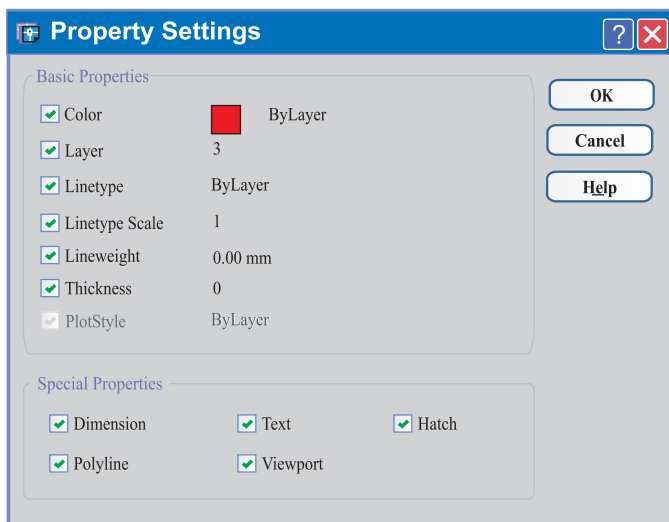 Property Settings
?
Basic Properties
Color ByLayer
Layer 3
Linetype ByLayer
Linetype Scale 1
Lineweight 0.00 mm
Thickness 0
PlotStyle ByLayer
OK
Cancel
Help
Special Properties
Dimension Text Hatch
Polyline Viewport